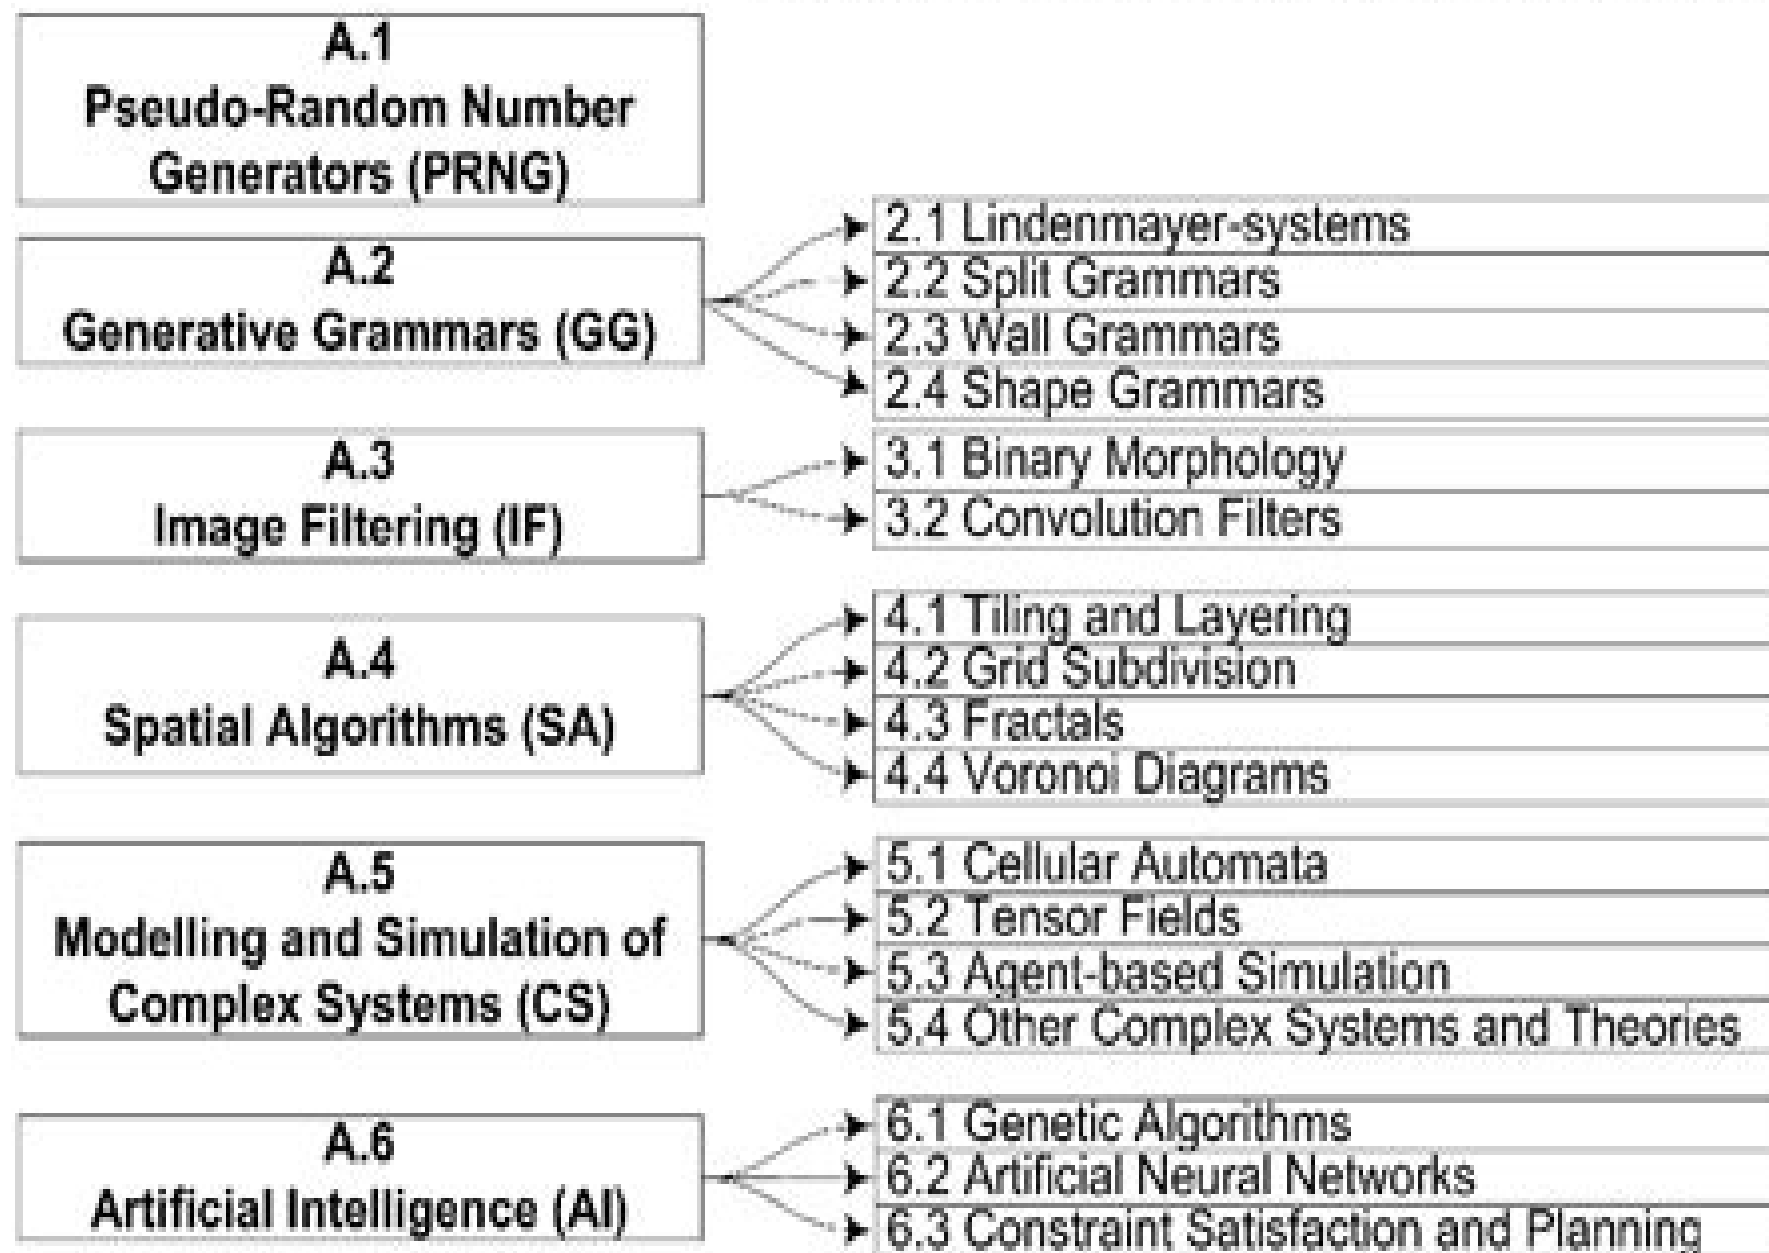 A.1
Pseudo-Random Number
Generators (PRNG)
A.2
Generative Grammars (GG)
2.1 Lindenmayer-systems
2.2 Split Grammars
2.3 Wall Grammars
2.4 Shape Grammars
A.3
Image Filtering (IF)
3.1 Binary Morphology
3.2 Convolution Filters
A.4
Spatial Algorithms (SA)
4.1 Tiling and Layering
4.2 Grid Subdivision
4.3 Fractals
4.4 Voronoi Diagrams
A.5
Modelling and Simulation of
Complex Systems (CS)
5.1 Cellular Automata
5.2 Tensor Fields
5.3 Agent-based Simulation
5.4 Other Complex Systems and Theories
A.6
Artificial Intelligence (AI)
6.1 Genetic Algorithms
6.2 Artificial Neural Networks
6.3 Constraint Satisfaction and Planning